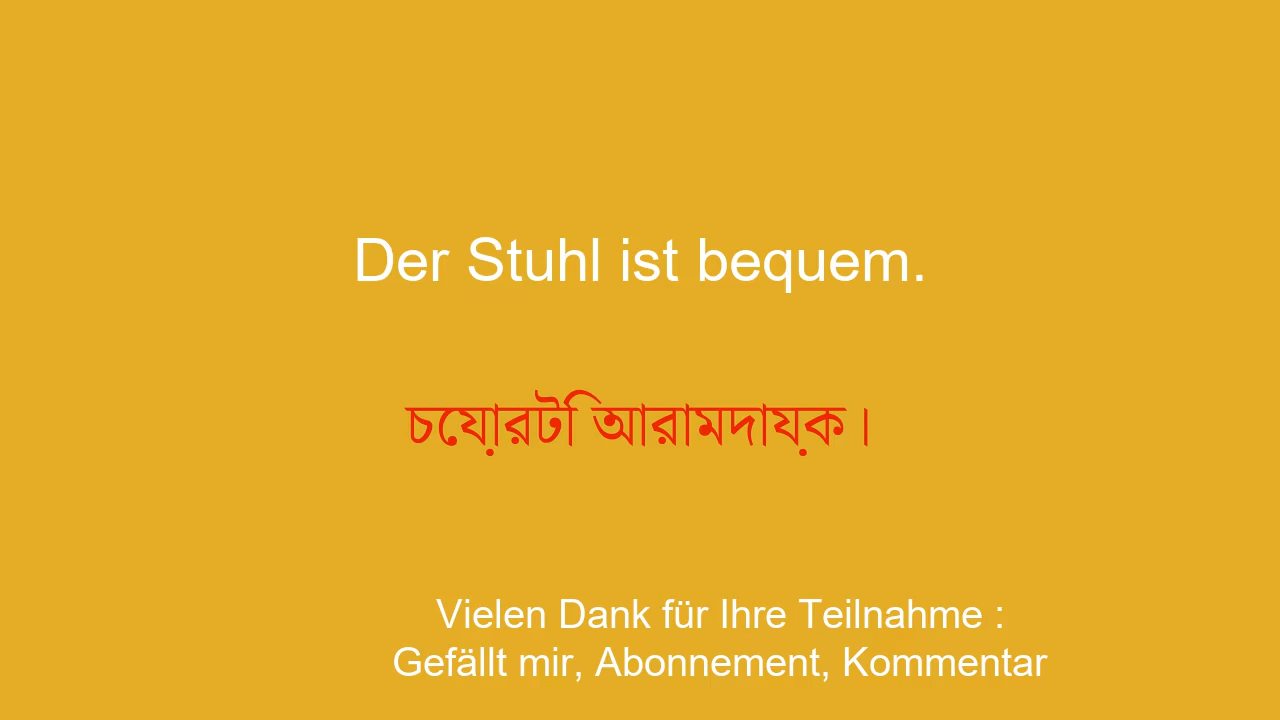 Der Stuhl ist bequem.
চেয়ারটি আরামদায়ক।
Vielen Dank für Ihre Teilnahme :
Gefällt mir, Abonnement, Kommentar